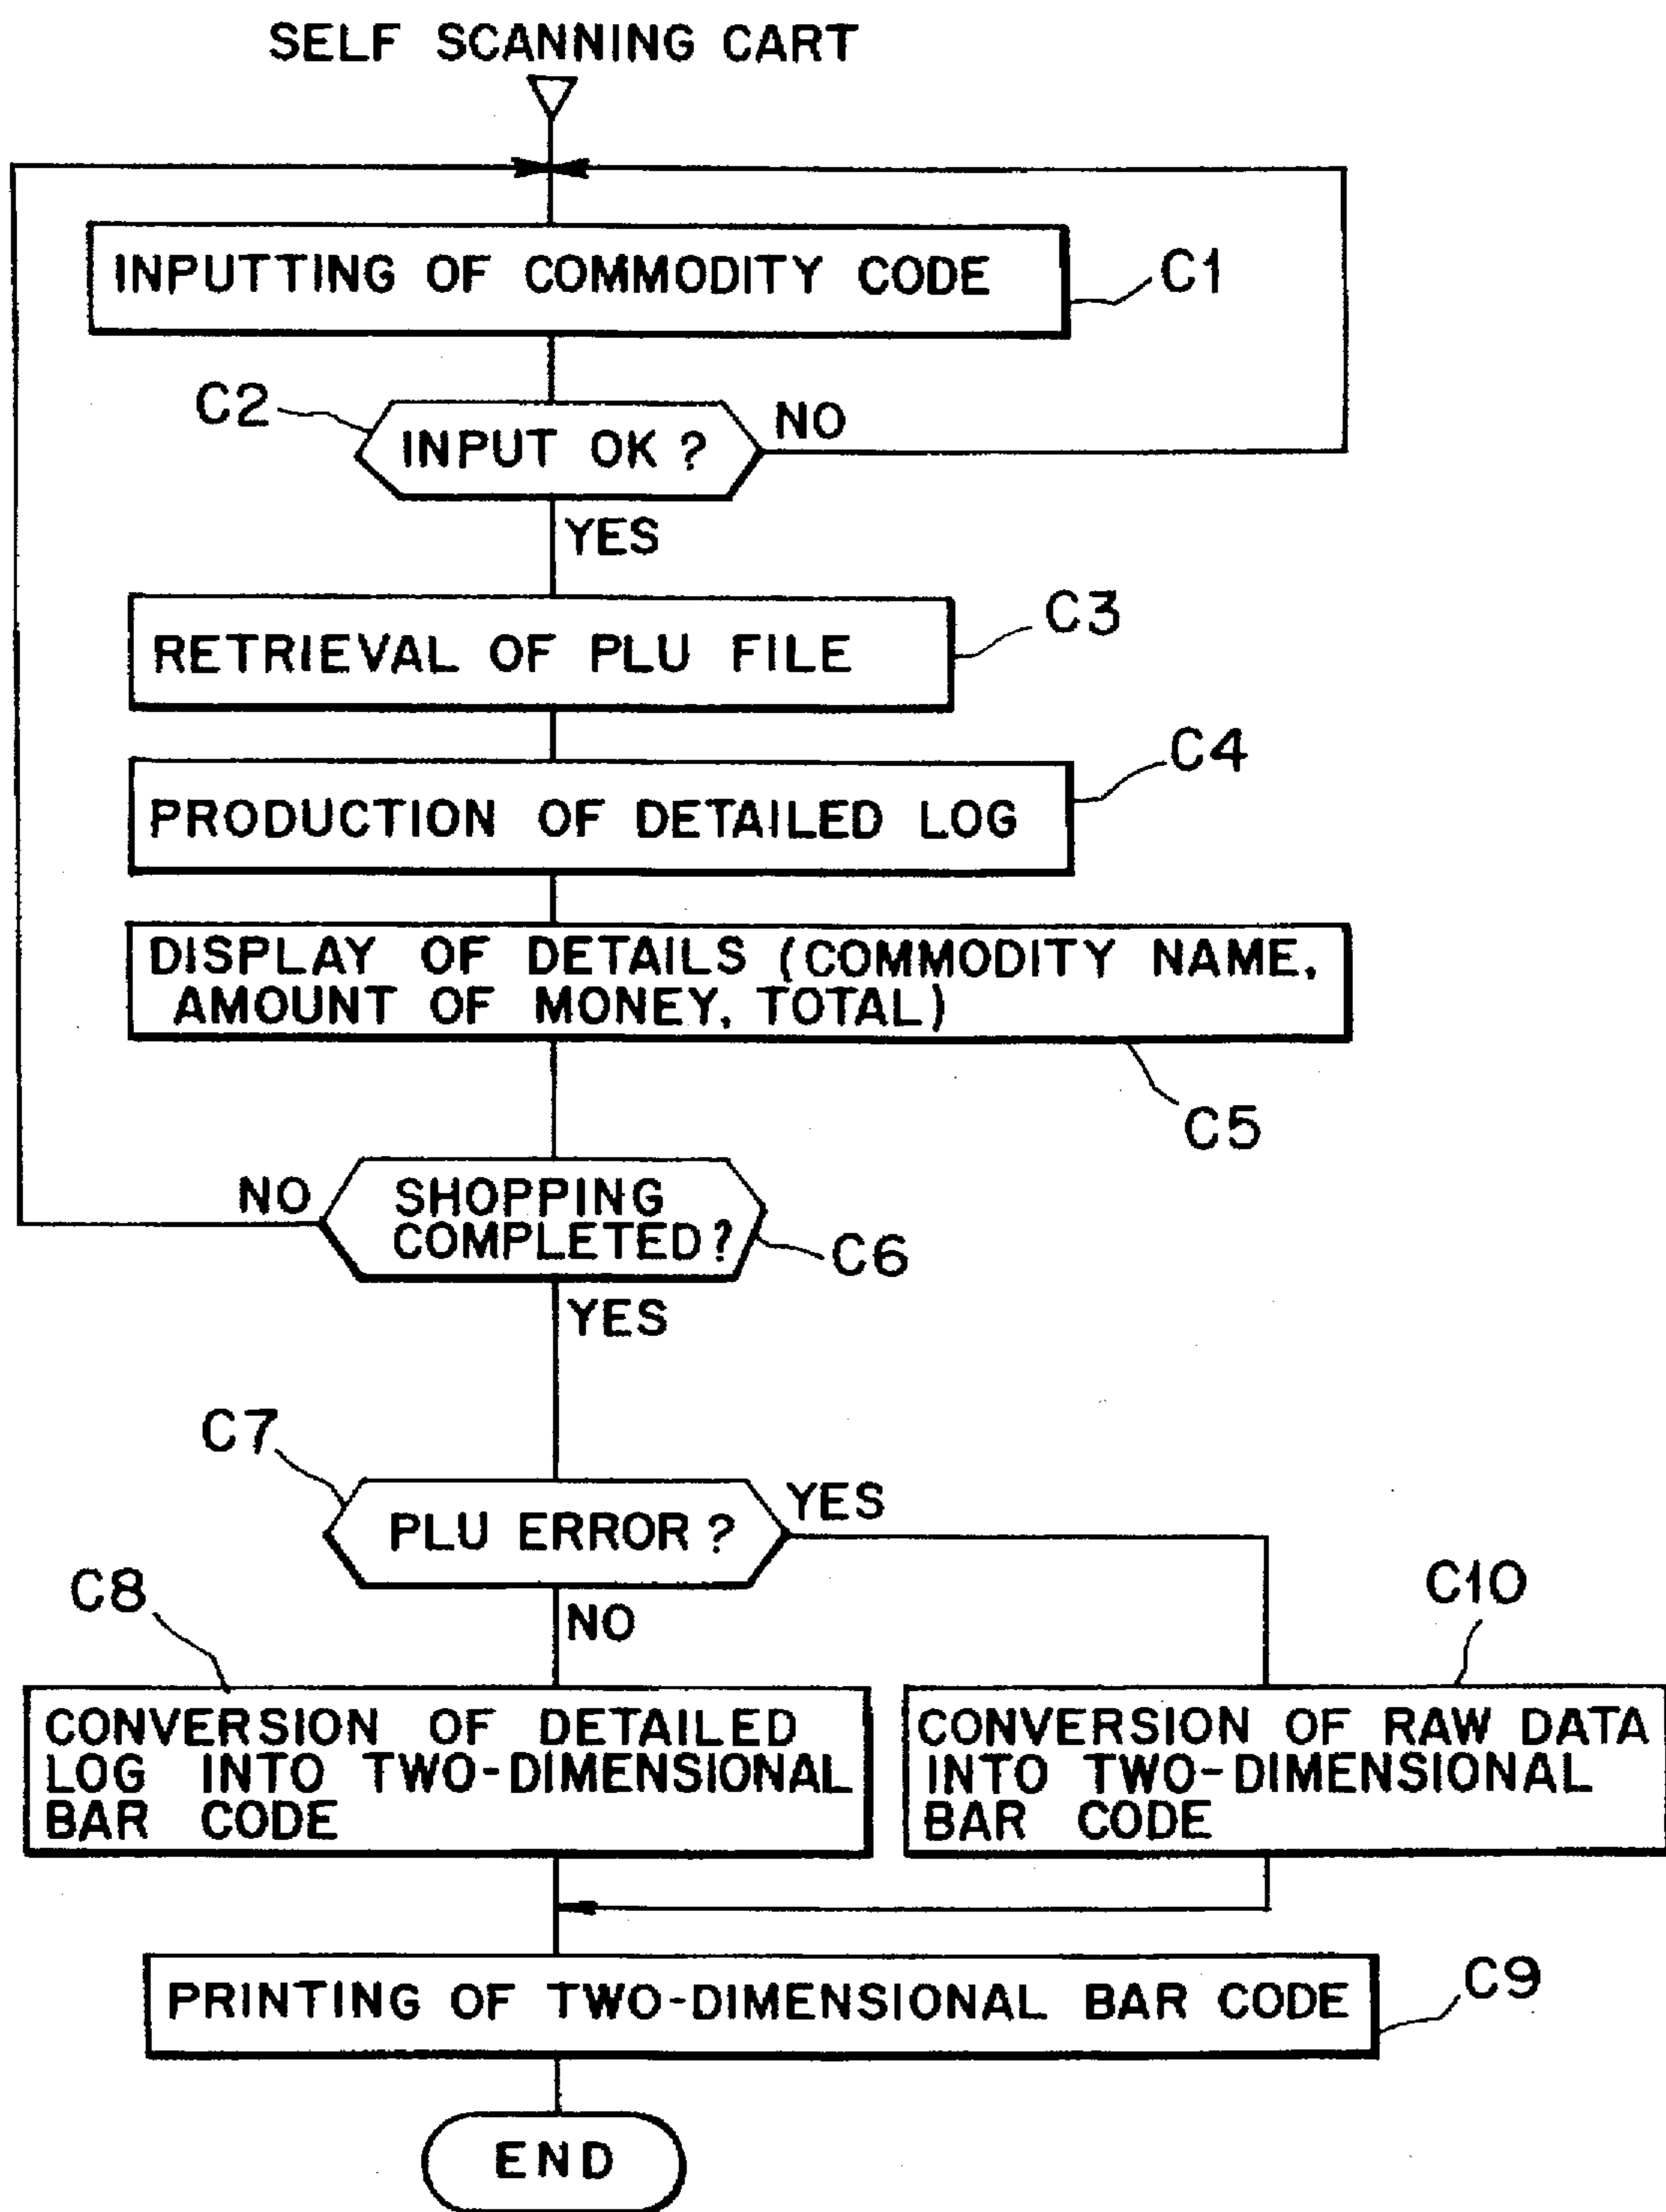 SELF SCANNING CART
INPUTTING OF COMMODITY CODE
C1
C2
INPUT OK ?
NO
YES
RETRIEVAL OF PLU FILE
C3
PRODUCTION OF DETAILED LOG
C4
DISPLAY OF DETAILS (COMMODITY NAME,
AMOUNT OF MONEY, TOTAL)
C5
NO
SHOPPING
COMPLETED ?
C6
YES
C7
PLU ERROR ?
YES
NO
C8
CONVERSION OF DETAILED
LOG INTO TWO-DIMENSIONAL
BAR CODE
C10
CONVERSION OF RAW DATA
INTO TWO-DIMENSIONAL
BAR CODE
PRINTING OF TWO-DIMENSIONAL BAR CODE
C9
END